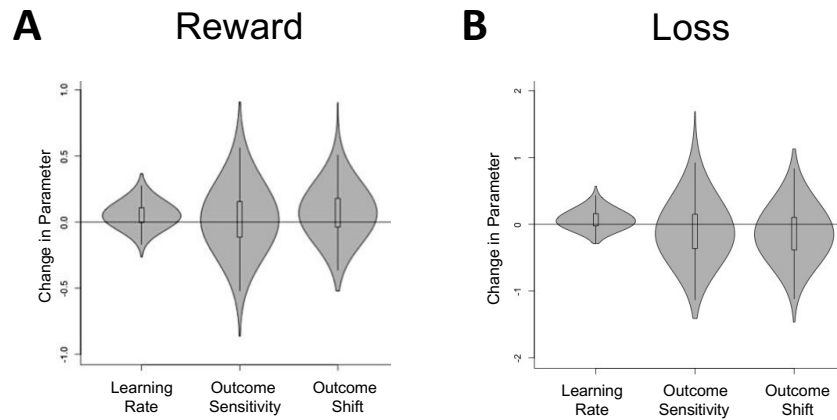 A
Reward
Change in Parameter
1.0
0.5
0.0
-0.5
-1.0
Learning
Rate
Outcome
Sensitivity
Outcome
Shift
B
Loss
Change in Parameter
2
1
0
-1
-2
Learning
Rate
Outcome
Sensitivity
Outcome
Shift